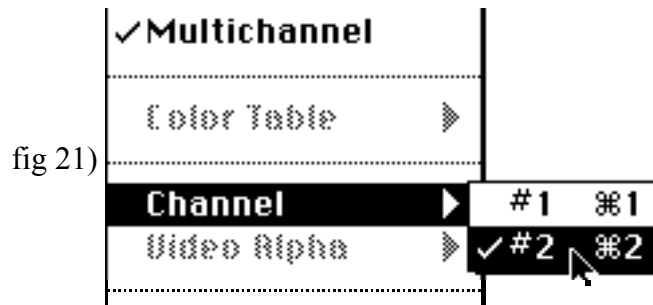 ✓Multichannel
Color Table
fig 21)
Channel #1 ⌘1
Video Alpha ✓#2 ⌘2